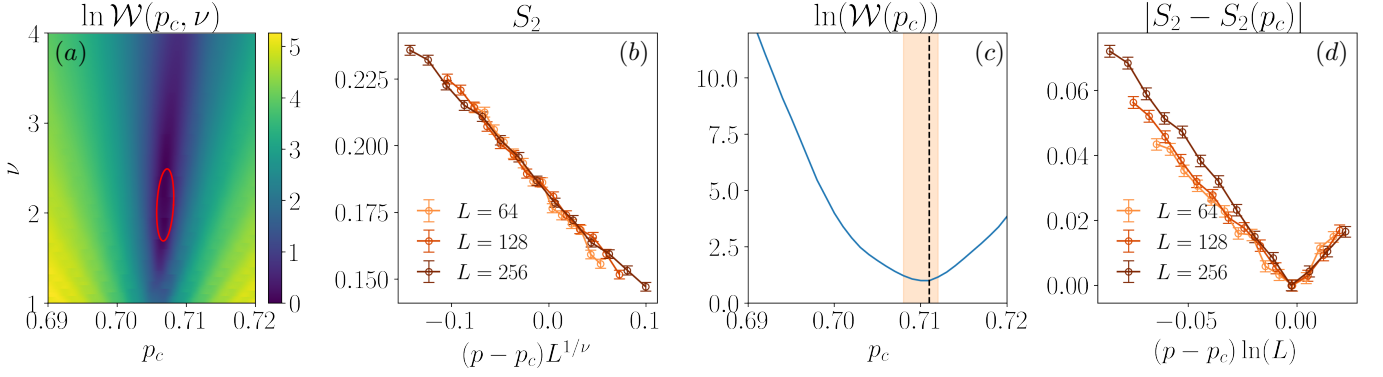 ln W(p_c, ν)
(a)
4
3
2
1
ν
0.69 0.70 0.71 0.72
p_c
5
4
3
2
1
0
S_2
(b)
0.225
0.200
0.175
0.150
L = 64
L = 128
L = 256
−0.1 0.0 0.1
(p − p_c)L^{1/ν}
ln(W(p_c))
(c)
10.0
7.5
5.0
2.5
0.0
0.69 0.70 0.71 0.72
p_c
|S_2 − S_2(p_c)|
(d)
0.06
0.04
0.02
0.00
L = 64
L = 128
L = 256
−0.05 0.00
(p − p_c) ln(L)